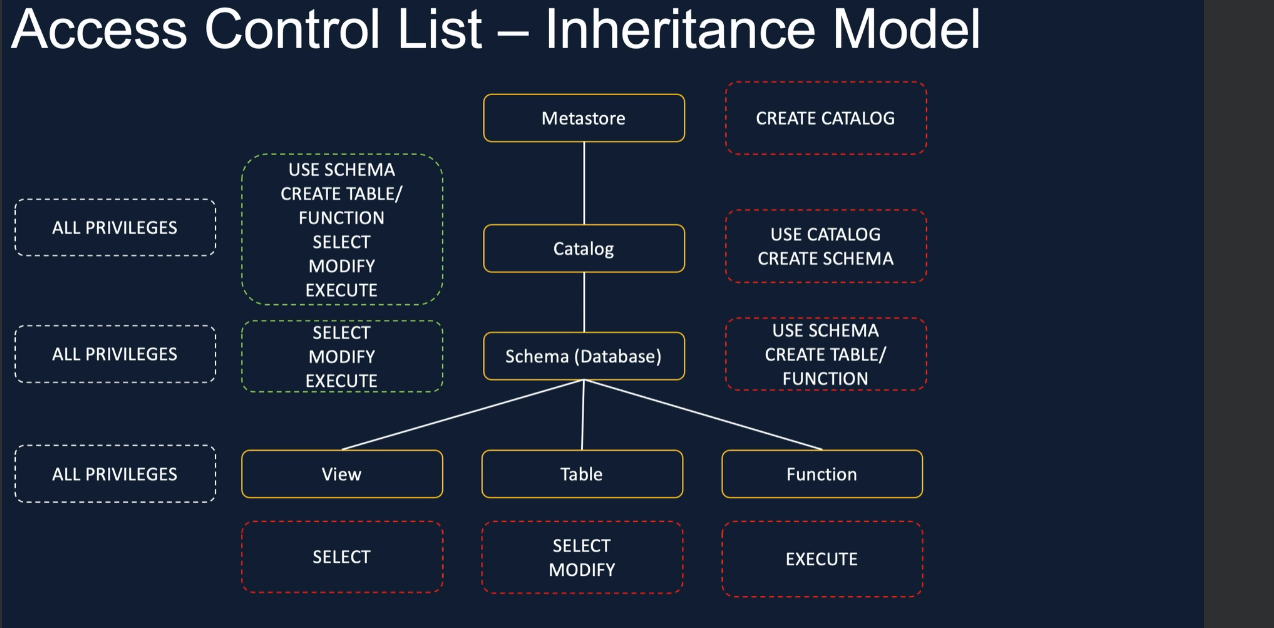 Access Control List – Inheritance Model
Metastore
CREATE CATALOG
ALL PRIVILEGES
USE SCHEMA
CREATE TABLE/
FUNCTION
SELECT
MODIFY
EXECUTE
Catalog
USE CATALOG
CREATE SCHEMA
ALL PRIVILEGES
SELECT
MODIFY
EXECUTE
Schema (Database)
USE SCHEMA
CREATE TABLE/
FUNCTION
ALL PRIVILEGES
View
Table
Function
SELECT
SELECT
MODIFY
EXECUTE